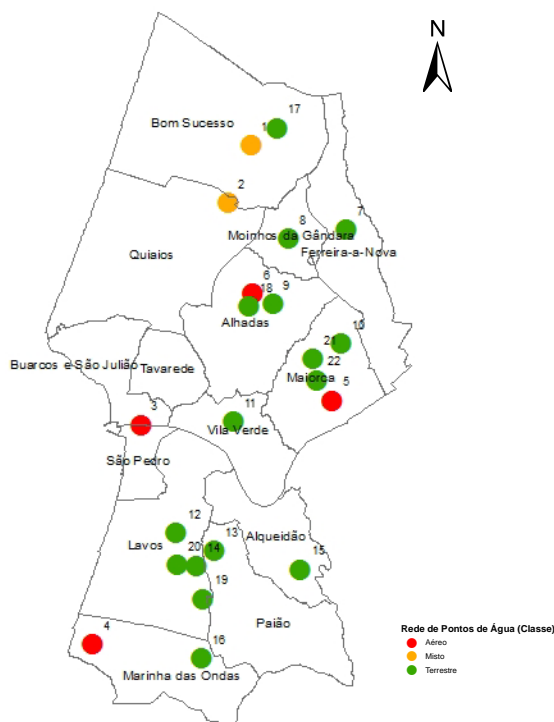 N
17
Bom Sucesso
1
2
8
7
Moinhos da Gândara
Quiaios
Ferreira-a-Nova
6
18
9
Alhadas
10
21
22
Buarcos e São Julião
Tavarede
Maiorca
5
3
11
Vila Verde
São Pedro
12
13
Alqueidão
Lavos
20
14
15
19
Paião
4
16
Marinha das Ondas
Rede de Pontos de Água (Classe)
Aéreo
Misto
Terrestre